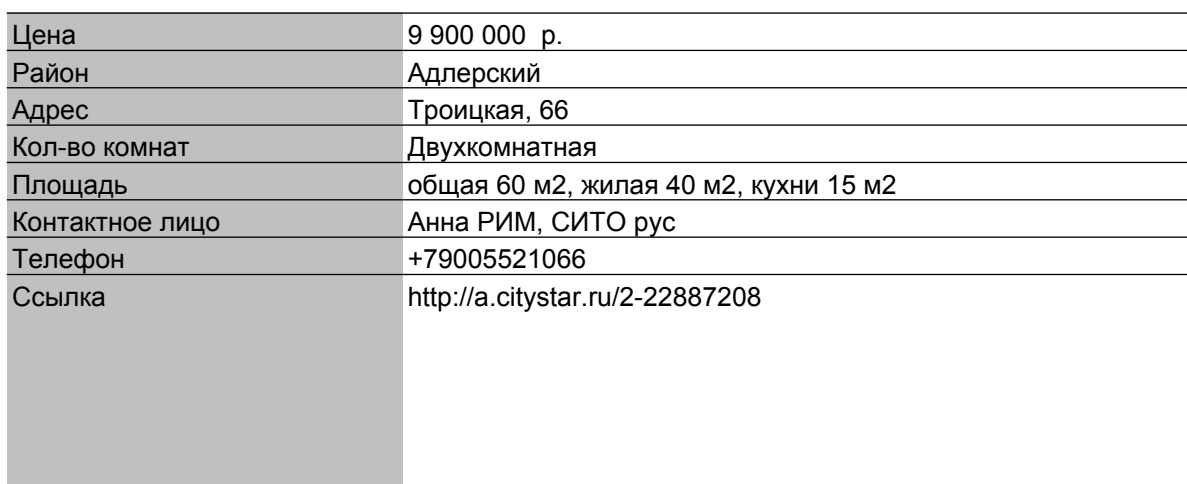 Цена 9 900 000 р.
Район Адлерский
Адрес Троицкая, 66
Кол-во комнат Двухкомнатная
Площадь общая 60 м2, жилая 40 м2, кухни 15 м2
Контактное лицо Анна РИМ, СИТО рус
Телефон +79005521066
Ссылка http://a.citystar.ru/2-22887208